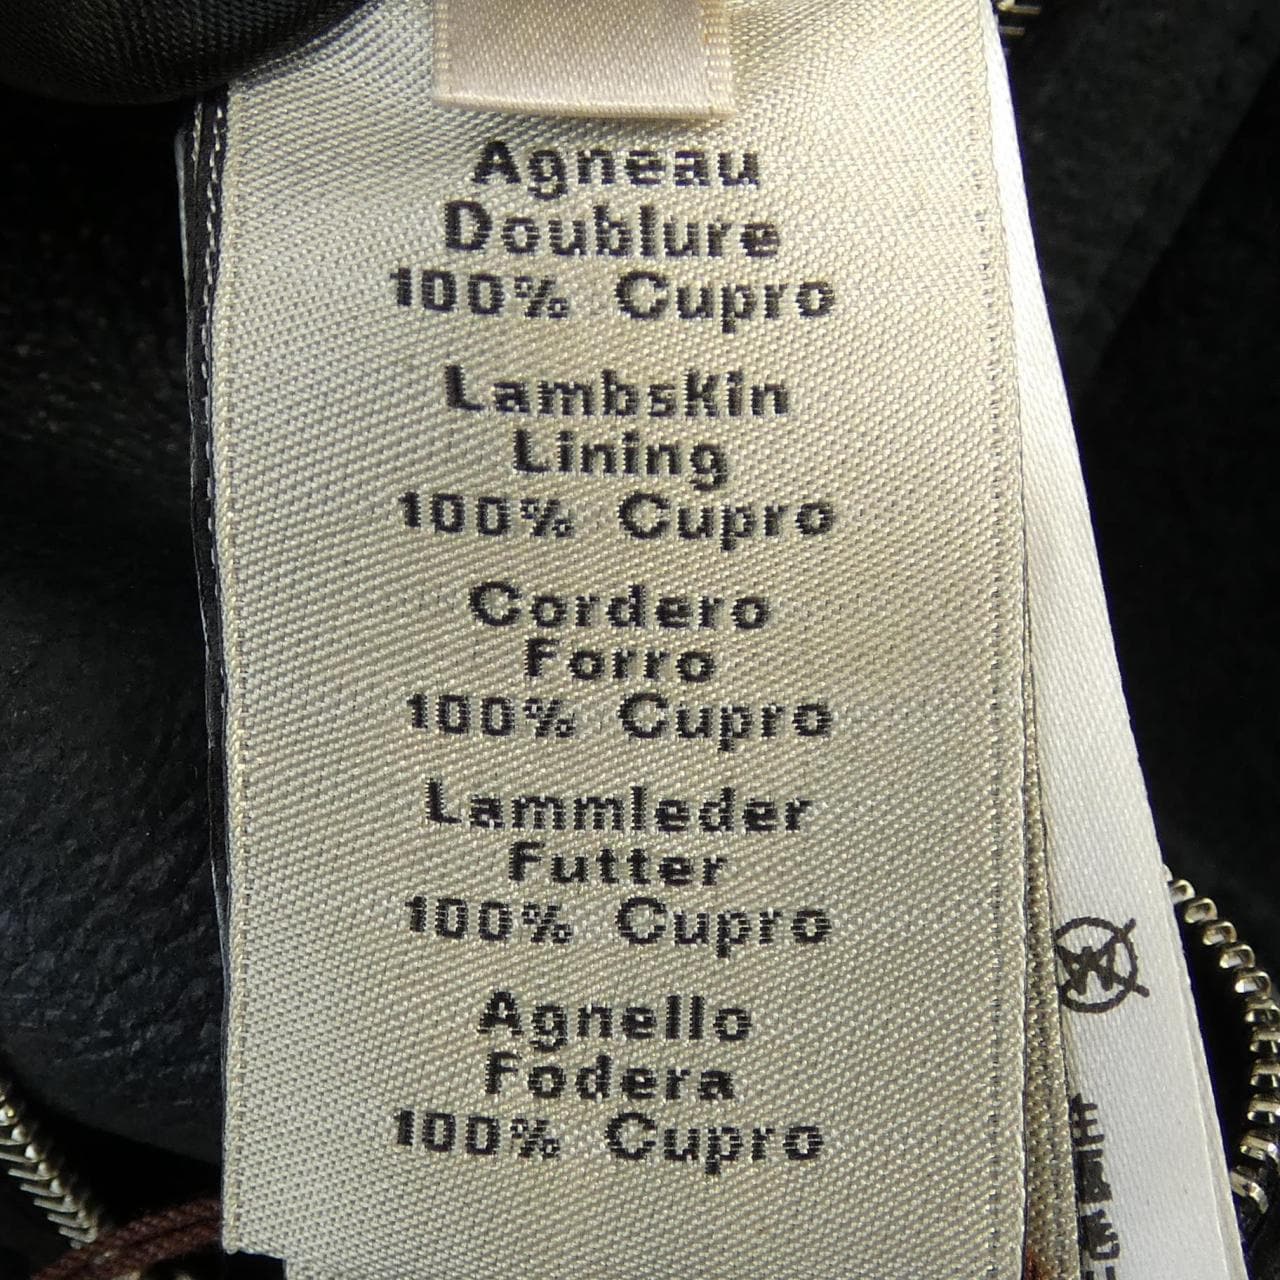 Agneau
Doublure
100% Cupro
Lambskin
Lining
100% Cupro
Cordero
Forro
100% Cupro
Lammleder
Futter
100% Cupro
Agnello
Fodera
100% Cupro